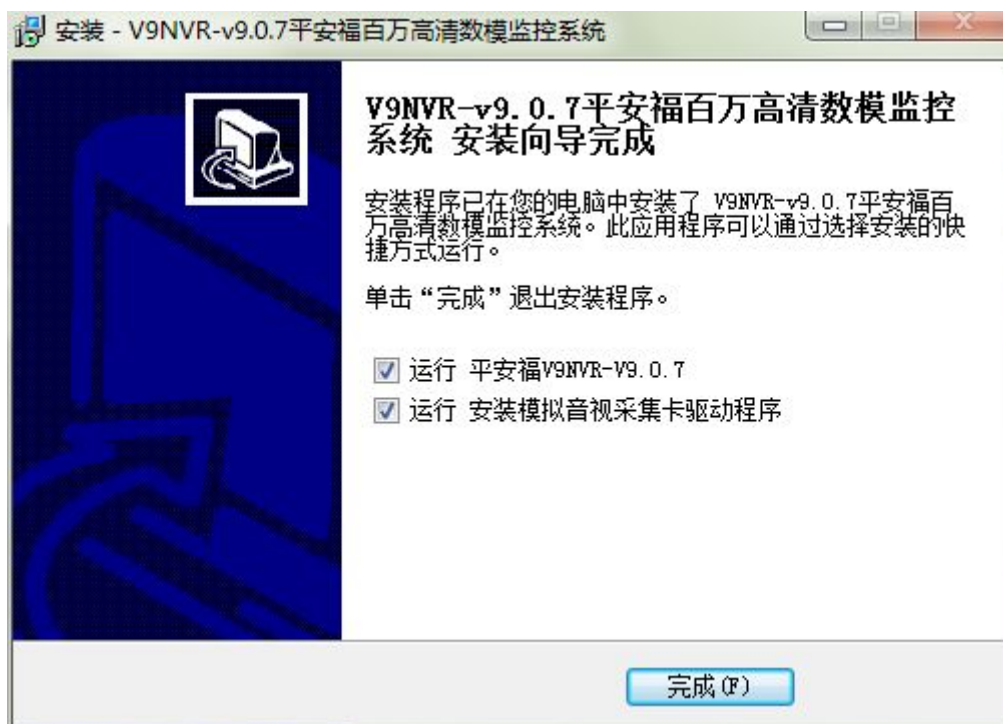 安装 - V9NVR-v9.0.7平安福百万高清数模监控系统
V9NVR-v9.0.7平安福百万高清数模监控
系统 安装向导完成
安装程序已在您的电脑中安装了 V9NVR-v9.0.7平安福百
万高清数模监控系统。此应用程序可以通过选择安装的快
捷方式运行。
单击“完成”退出安装程序。
运行 平安福V9NVR-V9.0.7
运行 安装模拟音视采集卡驱动程序
完成(F)